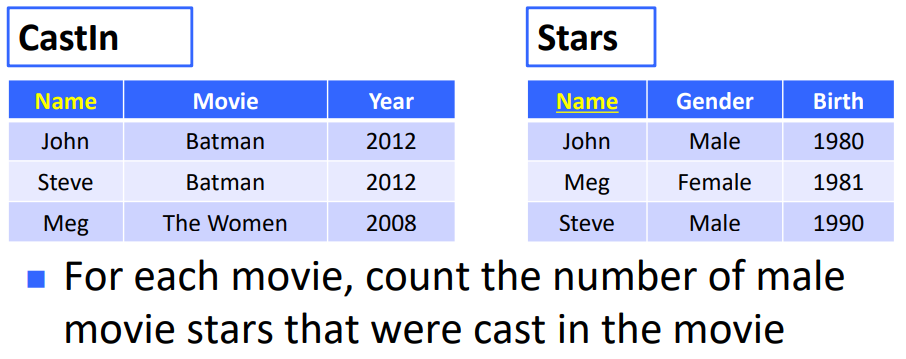 CastIn
Stars
Name Movie Year
John Batman 2012
Steve Batman 2012
Meg The Women 2008
Name Gender Birth
John Male 1980
Meg Female 1981
Steve Male 1990
For each movie, count the number of male
movie stars that were cast in the movie